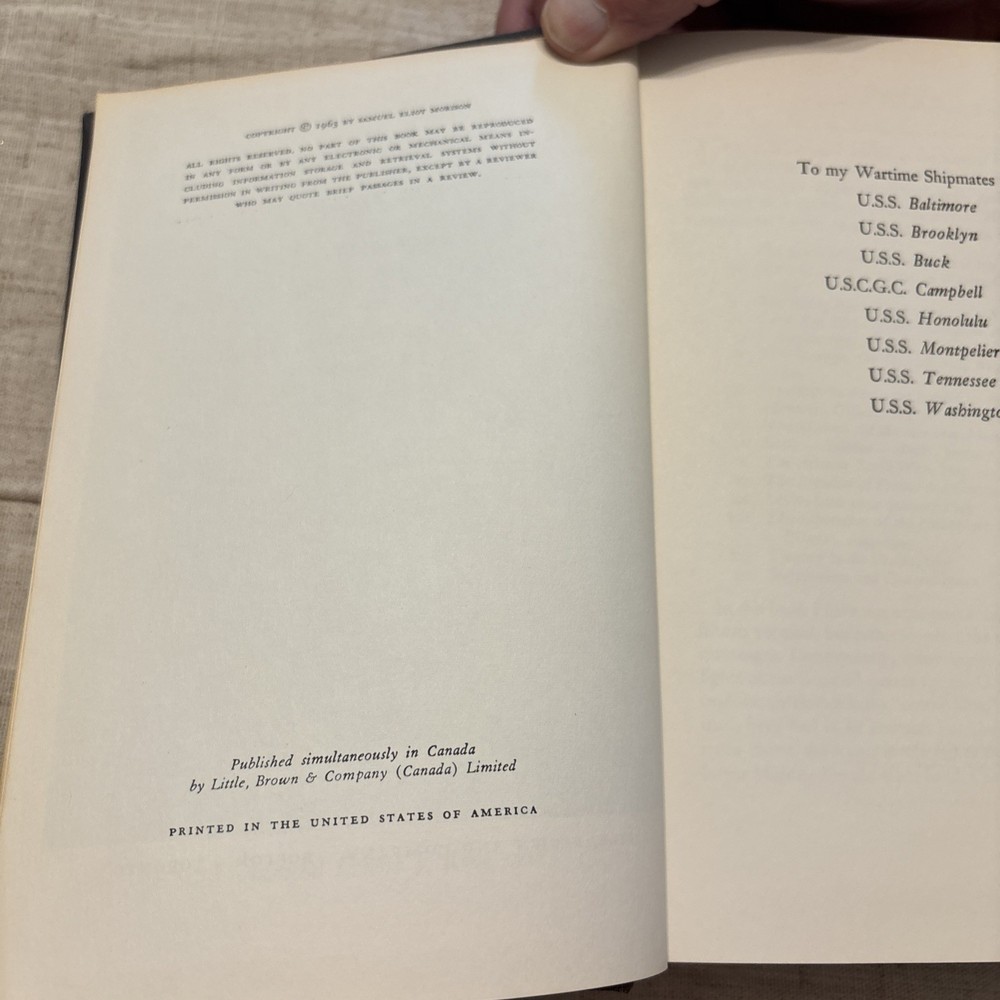 COPYRIGHT © 1963 BY SAMUEL ELIOT MORISON
ALL RIGHTS RESERVED. NO PART OF THIS BOOK MAY BE REPRODUCED
IN ANY FORM OR BY ANY ELECTRONIC OR MECHANICAL MEANS IN-
CLUDING INFORMATION STORAGE AND RETRIEVAL SYSTEMS WITHOUT
PERMISSION IN WRITING FROM THE PUBLISHER, EXCEPT BY A REVIEWER
WHO MAY QUOTE BRIEF PASSAGES IN A REVIEW.
Published simultaneously in Canada
by Little, Brown & Company (Canada) Limited
PRINTED IN THE UNITED STATES OF AMERICA
To my Wartime Shipmates
U.S.S. Baltimore
U.S.S. Brooklyn
U.S.S. Buck
U.S.C.G.C. Campbell
U.S.S. Honolulu
U.S.S. Montpelier
U.S.S. Tennessee
U.S.S. Washingto